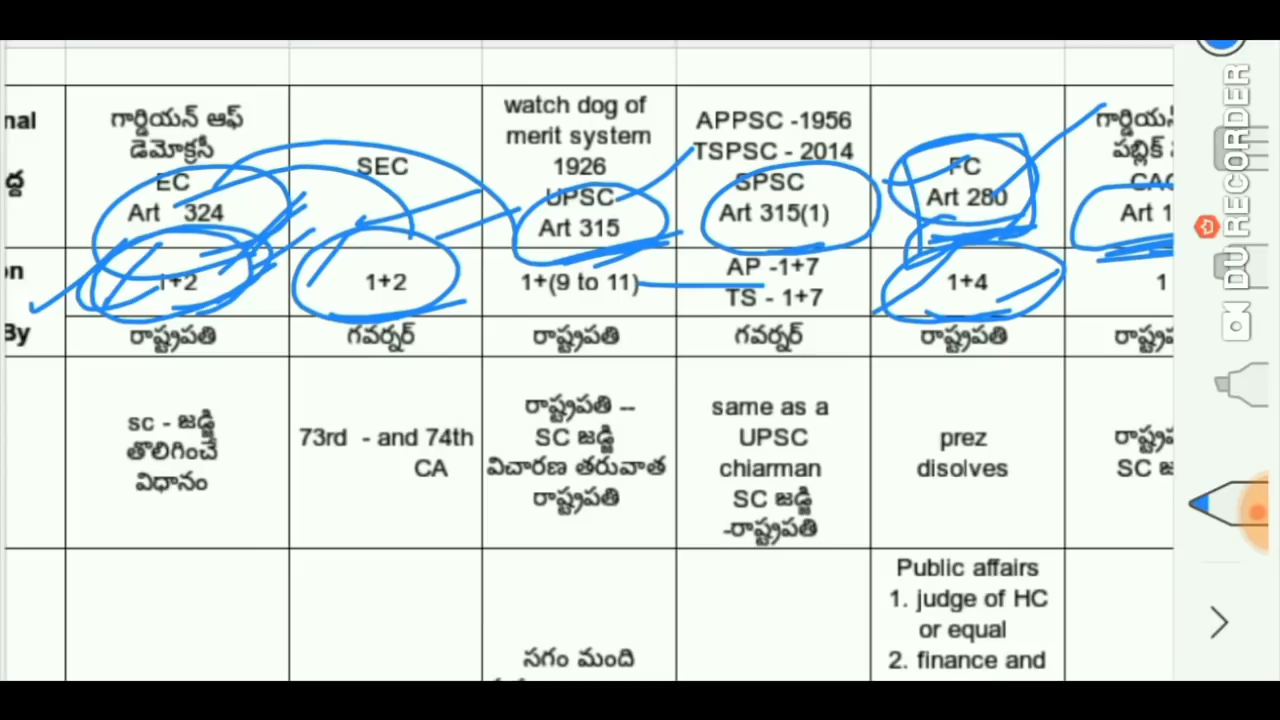 nal
గార్డియన్ ఆఫ్
డెమోక్రసీ
EC
Art 324
SEC
watch dog of
merit system
1926
UPSC
Art 315
APPSC -1956
TSPSC - 2014
SPSC
Art 315(1)
FC
Art 280
Art 1
on
1+2
1+2
1+(9 to 11)
AP -1+7
TS - 1+7
1+4
1
By
రాష్ట్రపతి
గవర్నర్
రాష్ట్రపతి
గవర్నర్
రాష్ట్రపతి
sc - జడ్జి
తొలిగించే
విధానం
73rd - and 74th
CA
రాష్ట్రపతి --
SC జడ్జి
విచారణ తరువాత
రాష్ట్రపతి
same as a
UPSC
chiarman
SC జడ్జి
-రాష్ట్రపతి
prez
disolves
SC జ
సగం మంది
Public affairs
1. judge of HC
or equal
2. finance and
DU RECORDER